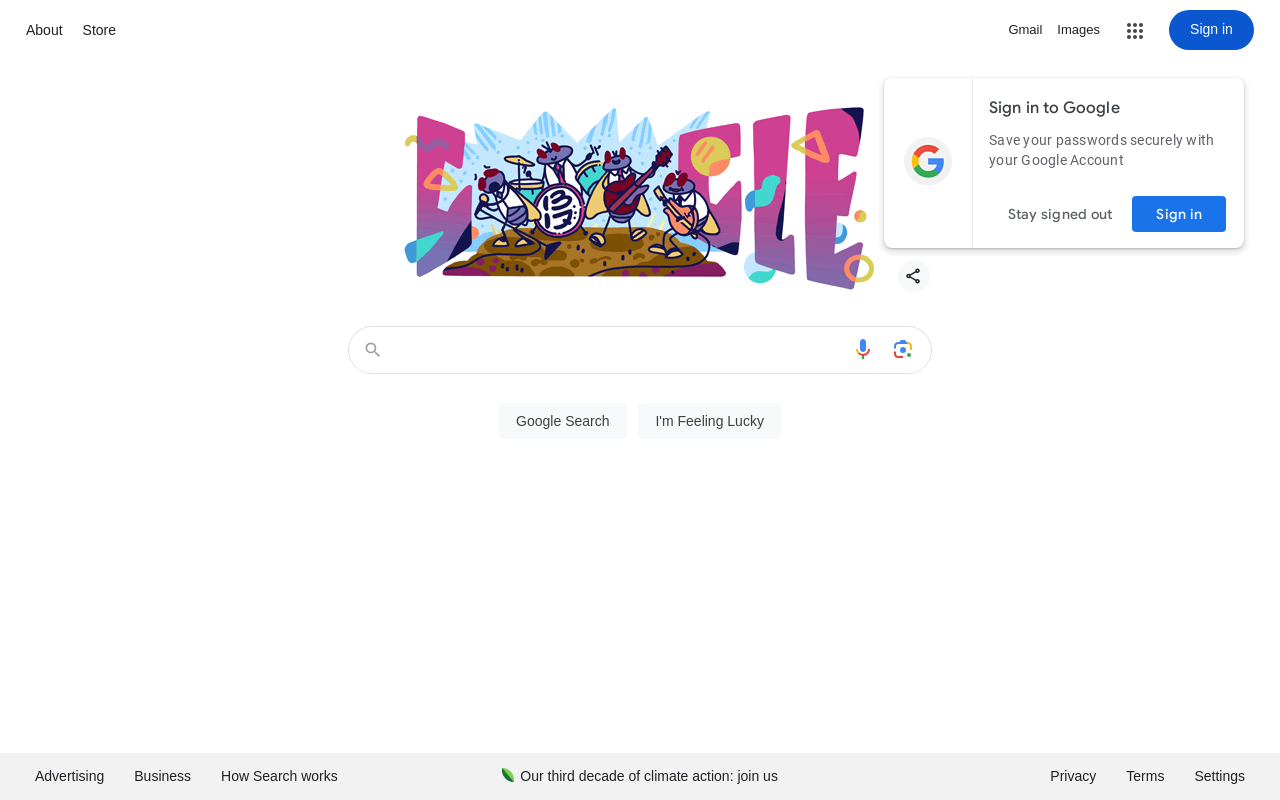 About Store
Gmail Images
Sign in
Sign in to Google
Save your passwords securely with
your Google Account
Stay signed out
Sign in
Google Search
I'm Feeling Lucky
Advertising Business How Search works
Our third decade of climate action: join us
Privacy Terms Settings